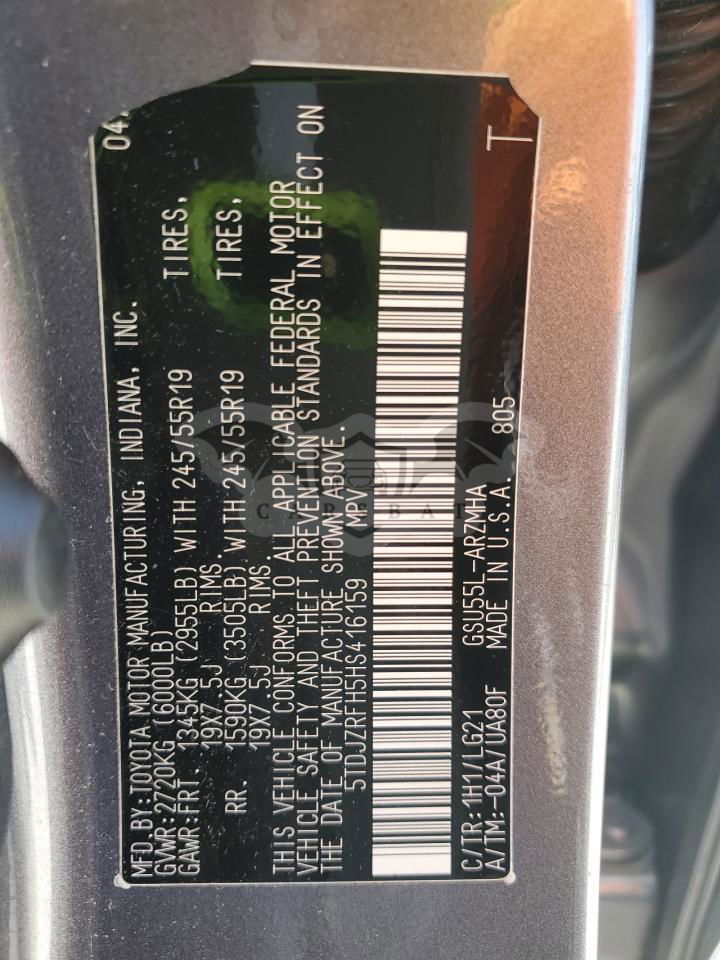 MFD.BY:TOYOTA MOTOR MANUFACTURING, INDIANA, INC. 04
GVWR:2720KG (6000LB)
GAWR:FRT. 1345KG (2955LB) WITH 245/55R19 TIRES,
19X7.5J RIMS.
RR. 1590KG (3505LB) WITH 245/55R19 TIRES,
19X7.5J RIMS.
THIS VEHICLE CONFORMS TO ALL APPLICABLE FEDERAL MOTOR
VEHICLE SAFETY AND THEFT PREVENTION STANDARDS IN EFFECT ON
THE DATE OF MANUFACTURE SHOWN ABOVE.
5TDJZRFH5HS416159 MPV
C/TR:1H1/LG21 GSU55L-ARZMHA 805
A/TM:-04A/UA80F MADE IN U.S.A. T
CAR BAT